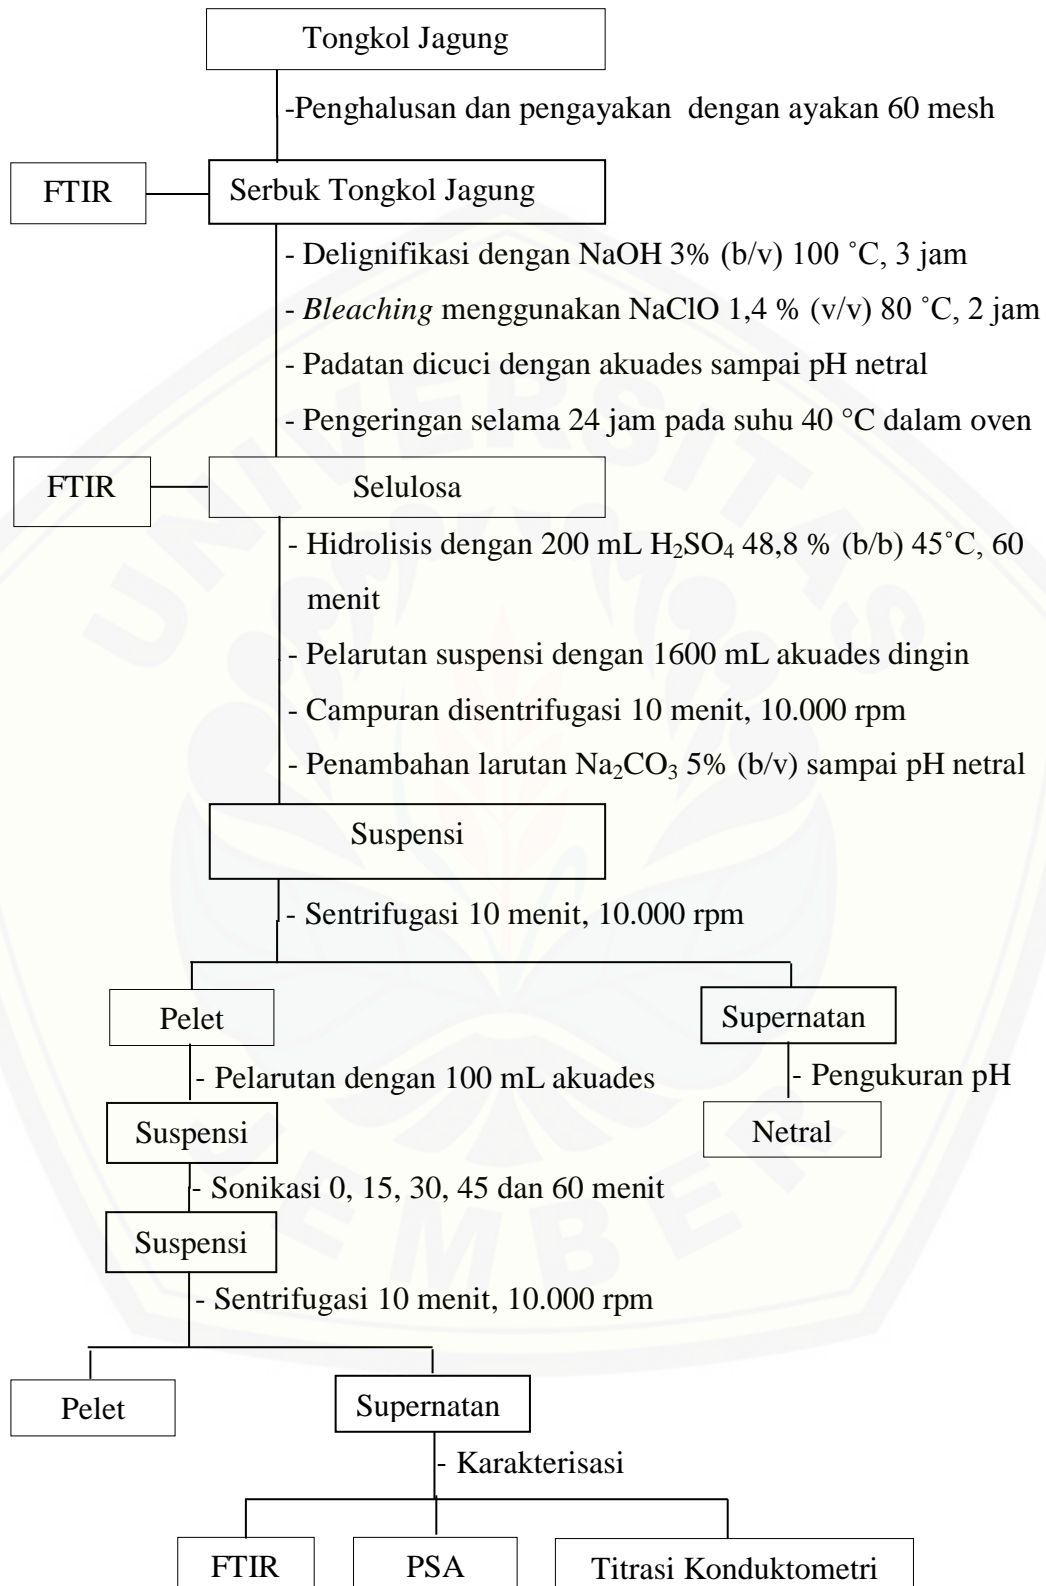 Tongkol Jagung
-Penghalusan dan pengayakan dengan ayakan 60 mesh
FTIR
Serbuk Tongkol Jagung
- Delignifikasi dengan NaOH 3% (b/v) 100 ˚C, 3 jam
- Bleaching menggunakan NaClO 1,4 % (v/v) 80 ˚C, 2 jam
- Padatan dicuci dengan akuades sampai pH netral
- Pengeringan selama 24 jam pada suhu 40 °C dalam oven
FTIR
Selulosa
- Hidrolisis dengan 200 mL H₂SO₄ 48,8 % (b/b) 45˚C, 60
menit
- Pelarutan suspensi dengan 1600 mL akuades dingin
- Campuran disentrifugasi 10 menit, 10.000 rpm
- Penambahan larutan Na₂CO₃ 5% (b/v) sampai pH netral
Suspensi
- Sentrifugasi 10 menit, 10.000 rpm
Pelet
Supernatan
- Pelarutan dengan 100 mL akuades
- Pengukuran pH
Suspensi
Netral
- Sonikasi 0, 15, 30, 45 dan 60 menit
Suspensi
- Sentrifugasi 10 menit, 10.000 rpm
Pelet
Supernatan
- Karakterisasi
FTIR
PSA
Titrasi Konduktometri
UNIVERSITAS
JEMBER